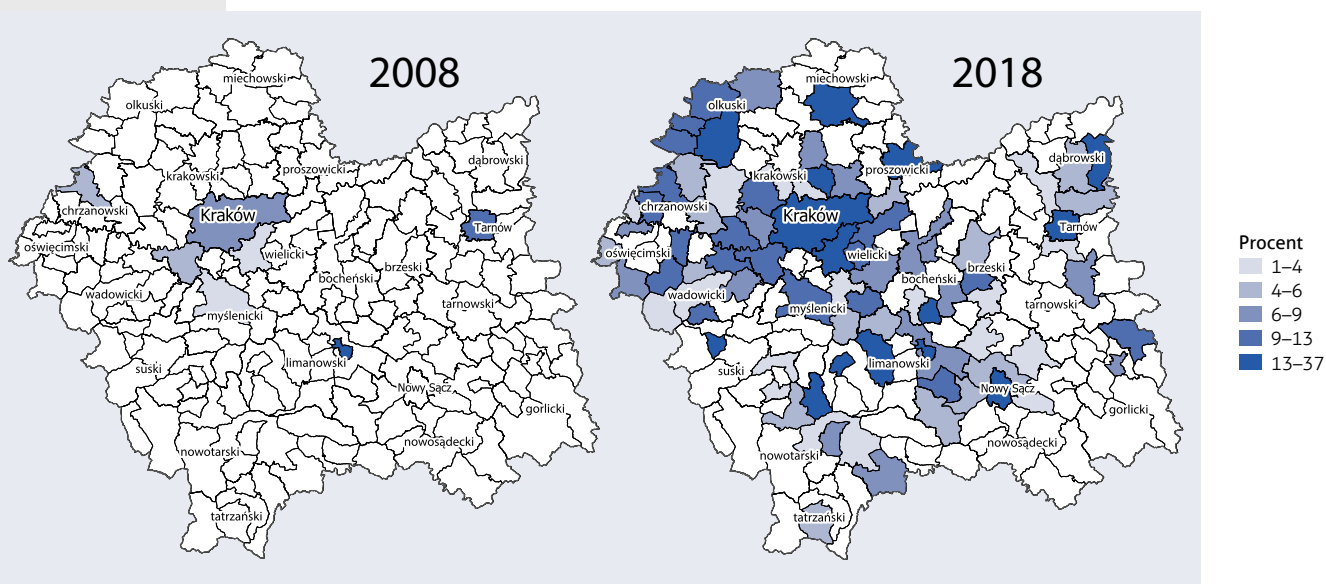 2008
miechowski
olkuski
dąbrowski
proszowicki
krakowski
chrzanowski
Kraków
Tarnów
oświęcimski
wielicki
brzeski
bocheński
wadowicki
tarnowski
myślenicki
limanowski
suski
Nowy Sącz
gorlicki
nowosądecki
nowotarski
tatrzański
2018
miechowski
olkuski
dąbrowski
proszowicki
krakowski
chrzanowski
Kraków
Tarnów
oświęcimski
wielicki
brzeski
bocheński
wadowicki
tarnowski
myślenicki
limanowski
suski
Nowy Sącz
gorlicki
nowosądecki
nowotarski
tatrzański
Procent
1–4
4–6
6–9
9–13
13–37